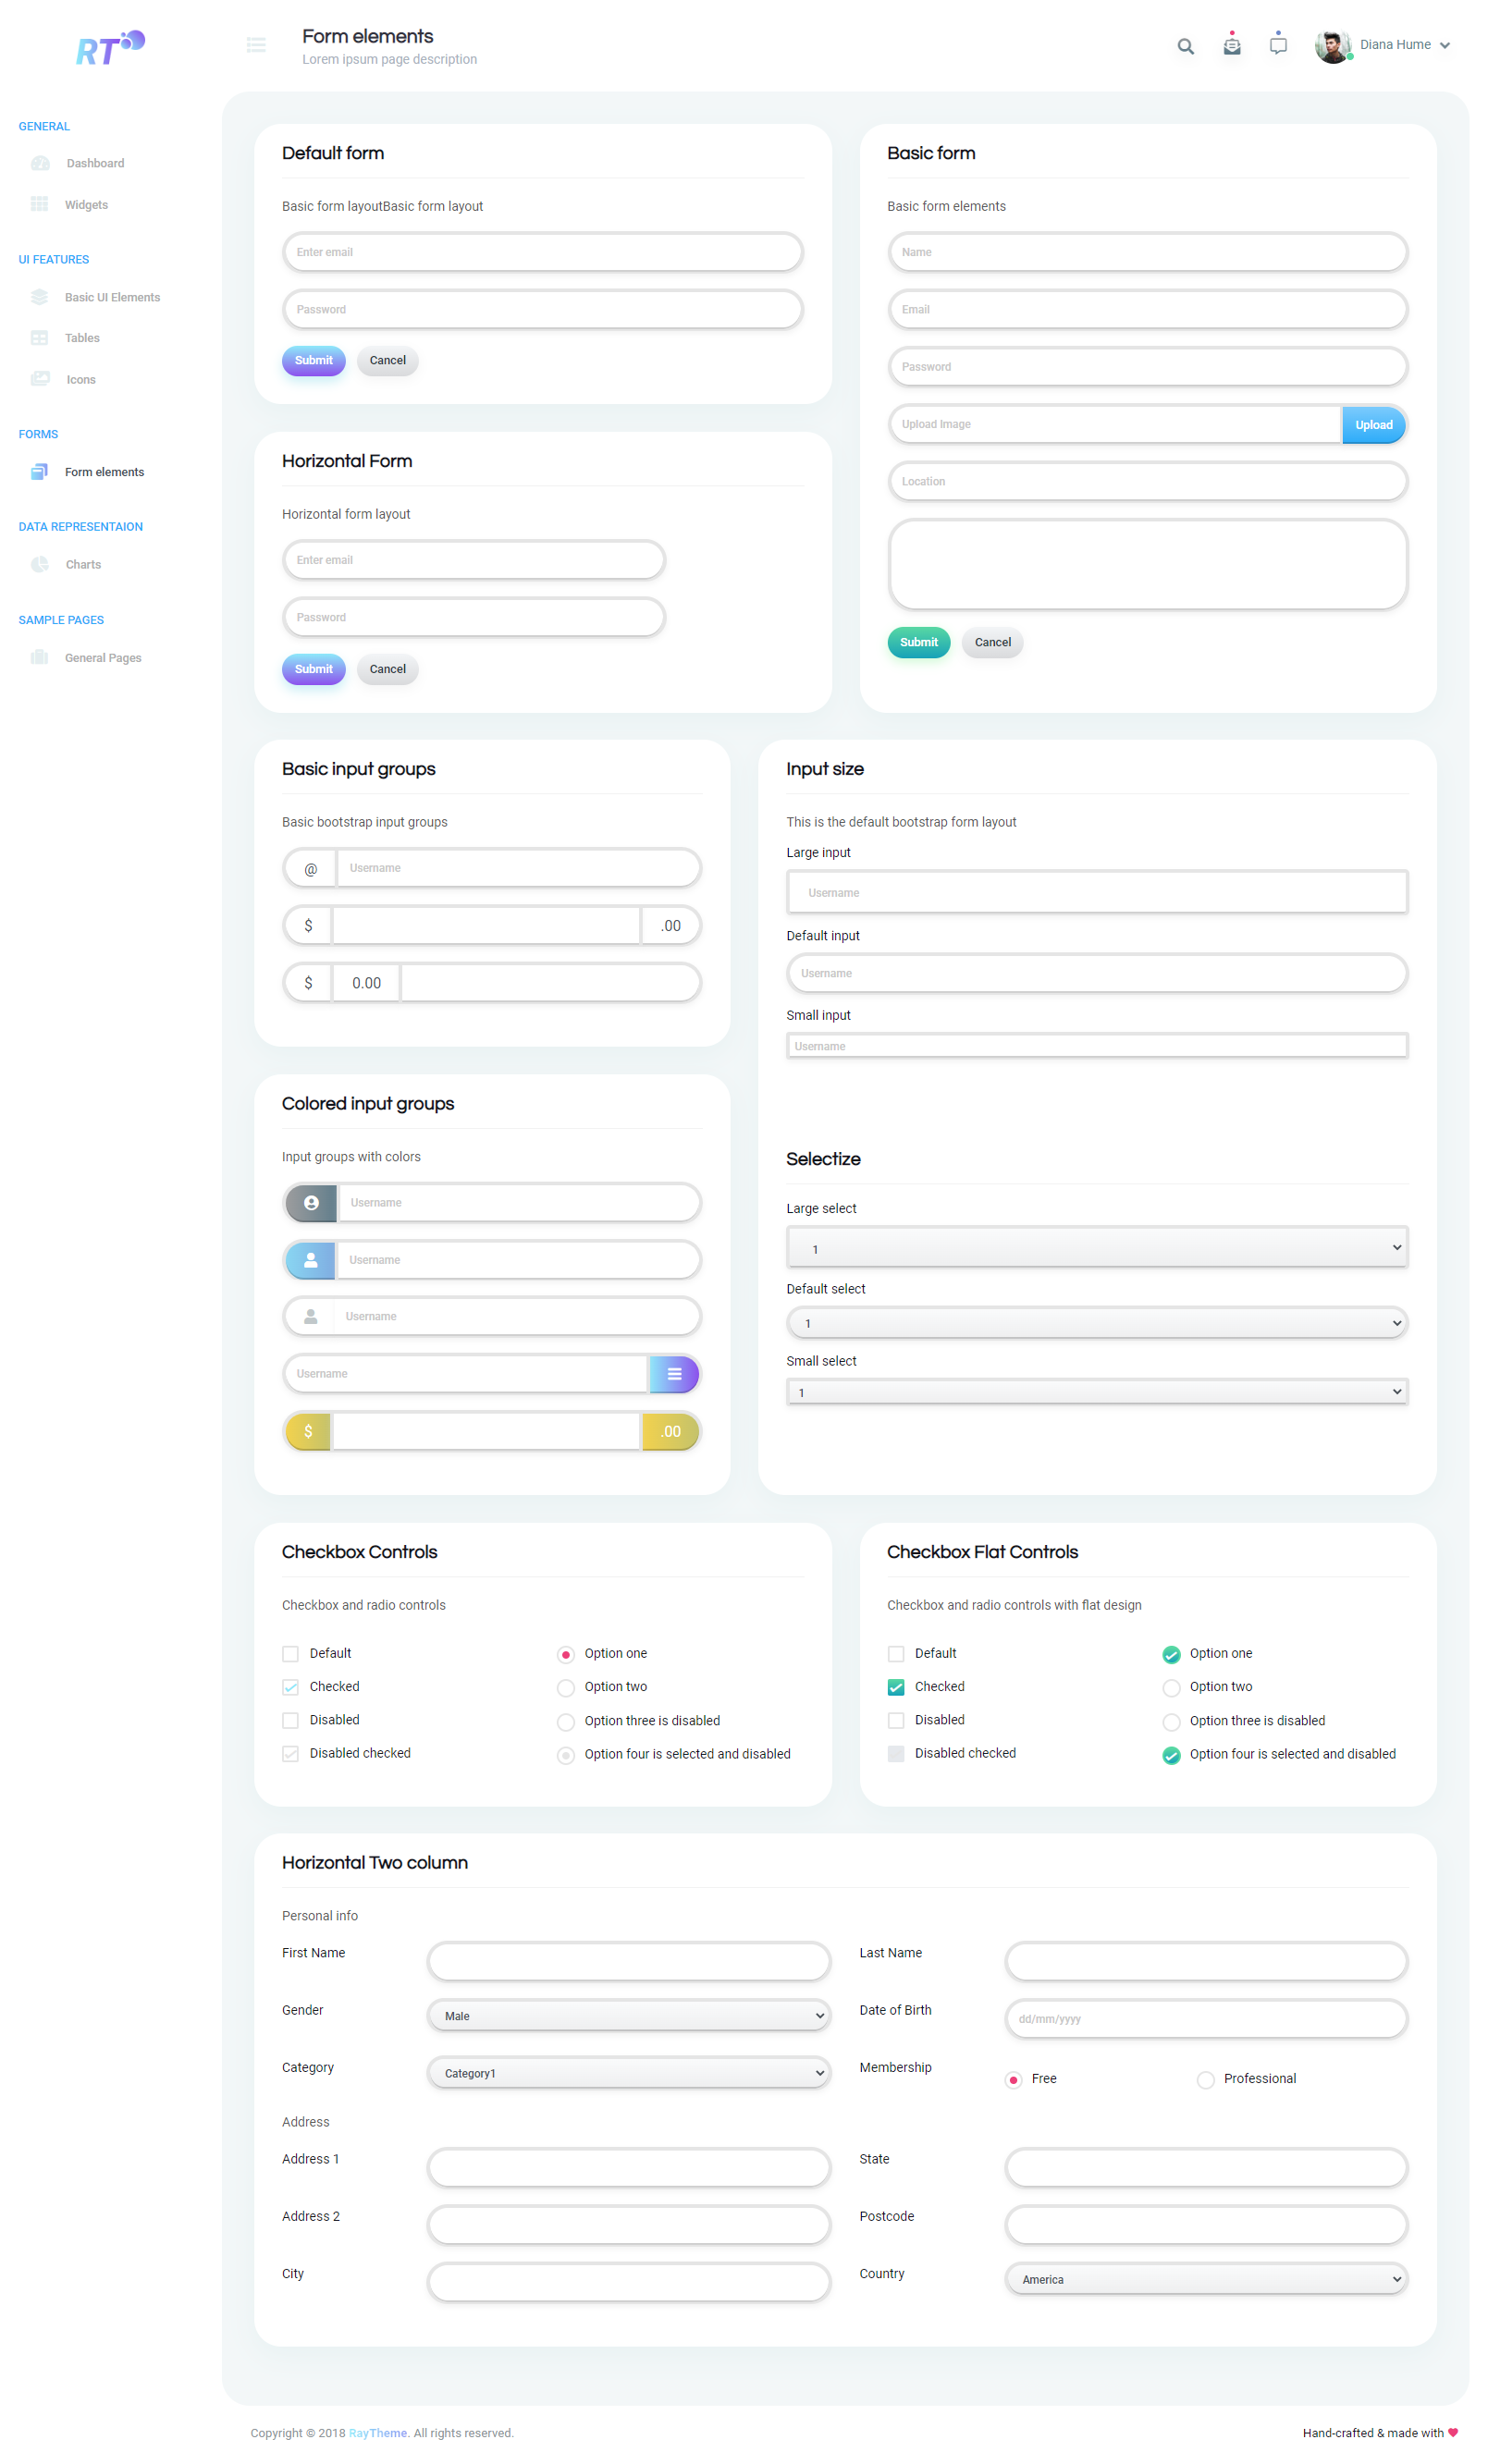 RT
Form elements
Lorem ipsum page description
Diana Hume
GENERAL
Dashboard
Widgets
UI FEATURES
Basic UI Elements
Tables
Icons
FORMS
Form elements
DATA REPRESENTAION
Charts
SAMPLE PAGES
General Pages
Default form
Basic form layoutBasic form layout
Enter email
Password
Submit Cancel
Horizontal Form
Horizontal form layout
Enter email
Password
Submit Cancel
Basic form
Basic form elements
Name
Email
Password
Upload Image Upload
Location
Submit Cancel
Basic input groups
Basic bootstrap input groups
@ Username
$ .00
$ 0.00
Colored input groups
Input groups with colors
Username
Username
Username
Username
$ .00
Input size
This is the default bootstrap form layout
Large input
Username
Default input
Username
Small input
Username
Selectize
Large select
1
Default select
1
Small select
1
Checkbox Controls
Checkbox and radio controls
Default Option one
Checked Option two
Disabled Option three is disabled
Disabled checked Option four is selected and disabled
Checkbox Flat Controls
Checkbox and radio controls with flat design
Default Option one
Checked Option two
Disabled Option three is disabled
Disabled checked Option four is selected and disabled
Horizontal Two column
Personal info
First Name Last Name
Gender Male Date of Birth dd/mm/yyyy
Category Category1 Membership Free Professional
Address
Address 1 State
Address 2 Postcode
City Country America
Copyright © 2018 RayTheme. All rights reserved. Hand-crafted & made with